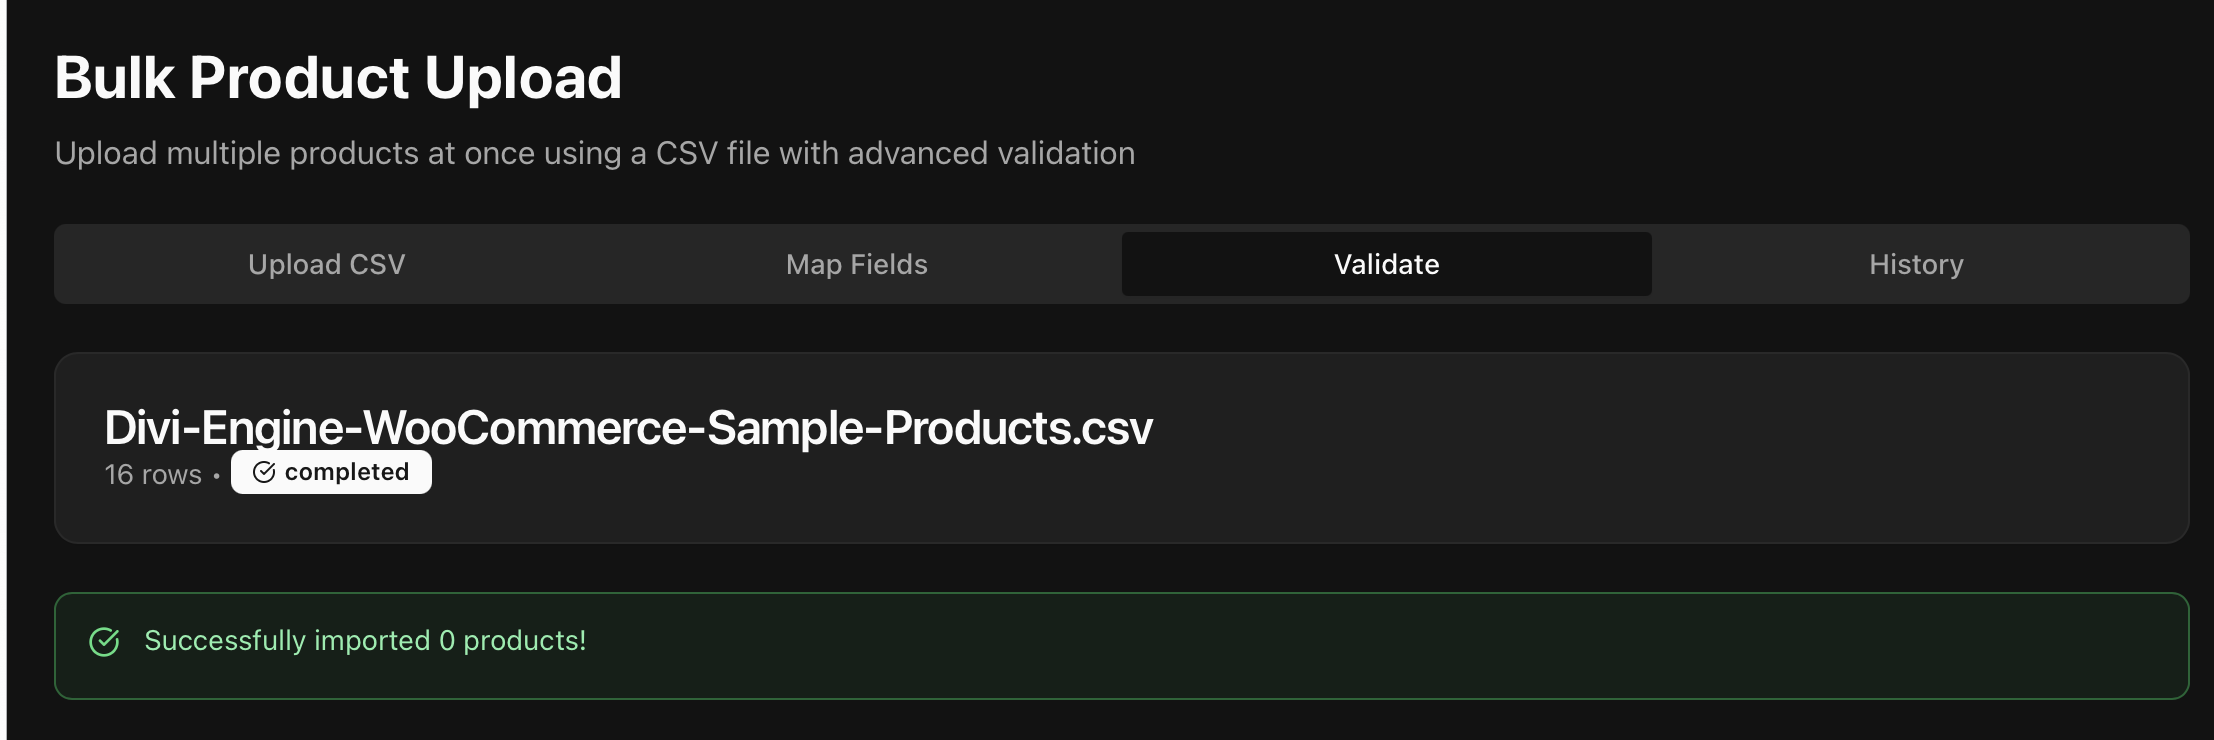 Bulk Product Upload
Upload multiple products at once using a CSV file with advanced validation
Upload CSV Map Fields Validate History
Divi-Engine-WooCommerce-Sample-Products.csv
16 rows • completed
Successfully imported 0 products!